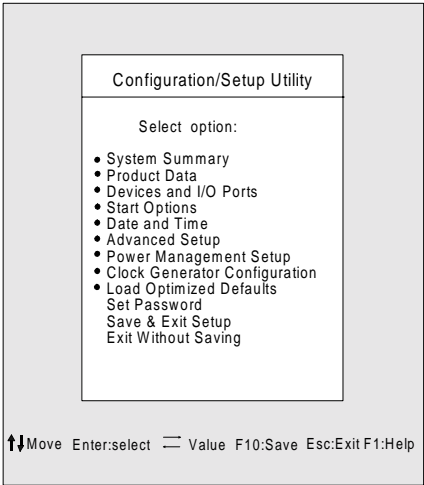 Configuration/Setup Utility
Select option:
• System Summary
• Product Data
• Devices and I/O Ports
• Start Options
• Date and Time
• Advanced Setup
• Power Management Setup
• Clock Generator Configuration
• Load Optimized Defaults
Set Password
Save & Exit Setup
Exit Without Saving
↑↓Move Enter:select ⇄ Value F10:Save Esc:Exit F1:Help